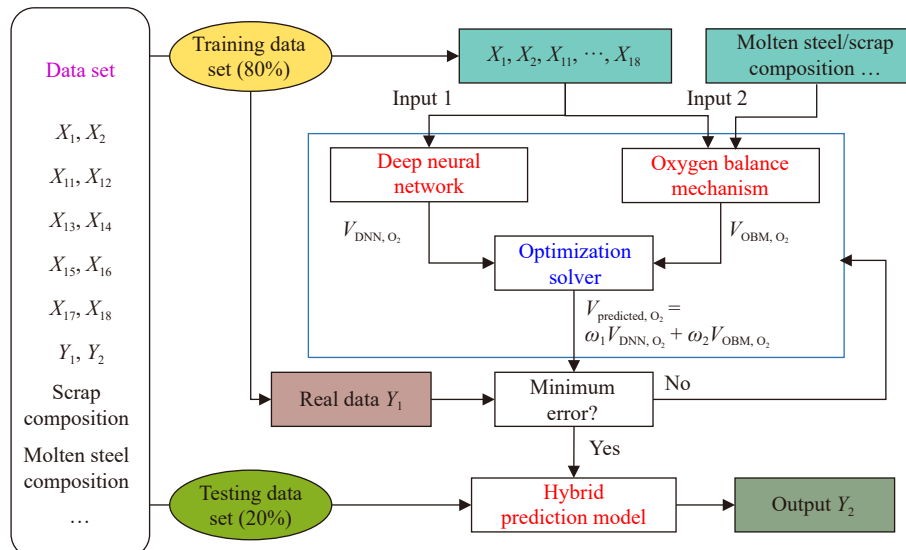 Data set
X1, X2
X11, X12
X13, X14
X15, X16
X17, X18
Y1, Y2
Scrap
composition
Molten steel
composition
…
Training data
set (80%)
X1, X2, X11, ⋯, X18
Molten steel/scrap
composition …
Input 1
Input 2
Deep neural
network
Oxygen balance
mechanism
VDNN, O2
VOBM, O2
Optimization
solver
Vpredicted, O2 =
ω1VDNN, O2 + ω2VOBM, O2
Real data Y1
Minimum
error?
No
Yes
Testing data
set (20%)
Hybrid
prediction model
Output Y2